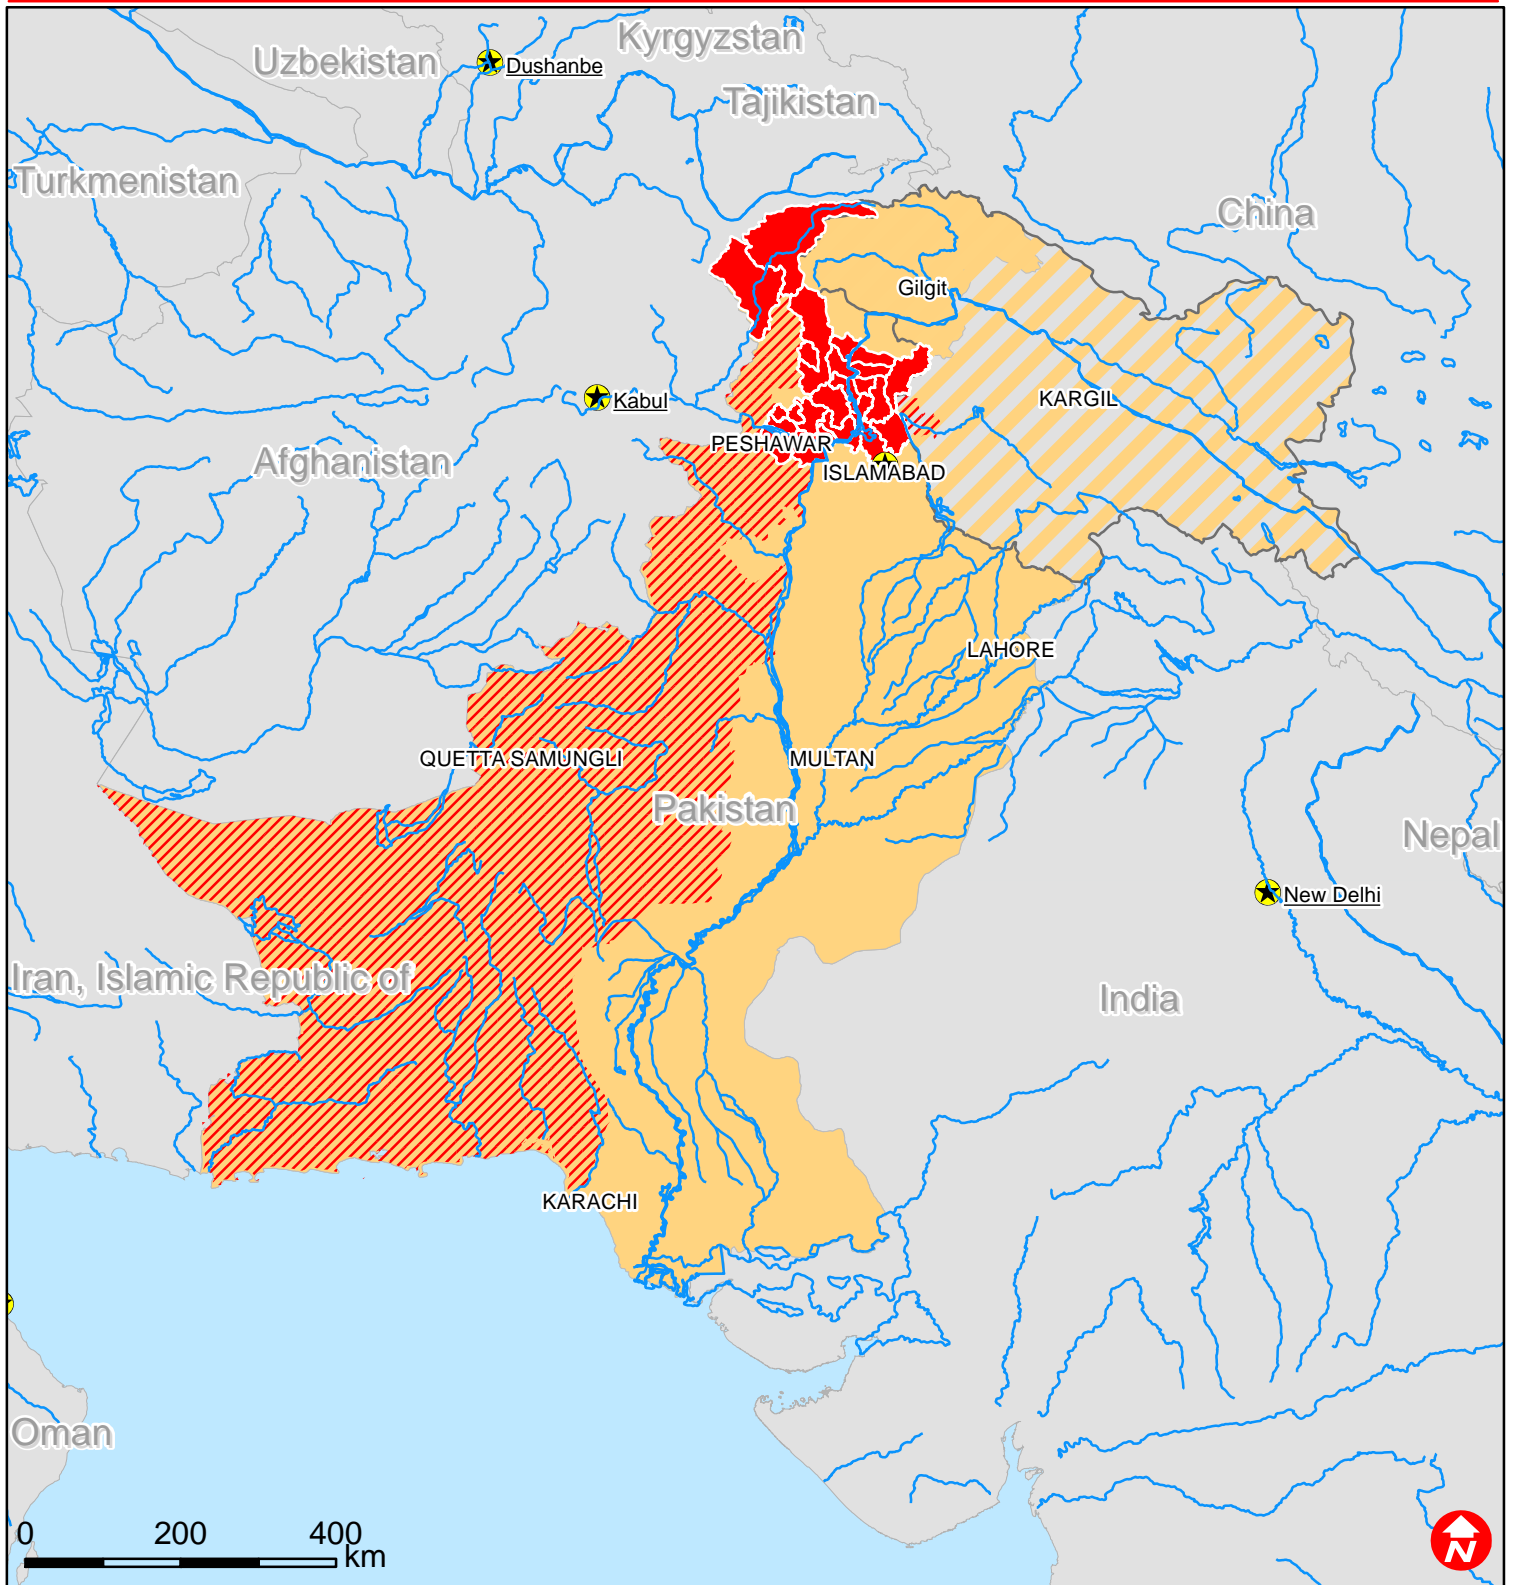 Kyrgyzstan
Uzbekistan
Dushanbe
Tajikistan
Turkmenistan
China
Gilgit
KARGIL
Kabul
PESHAWAR
Afghanistan
ISLAMABAD
LAHORE
QUETTA SAMUNGLI
MULTAN
Pakistan
Nepal
New Delhi
Iran, Islamic Republic of
India
KARACHI
Oman
0 200 400
km
N